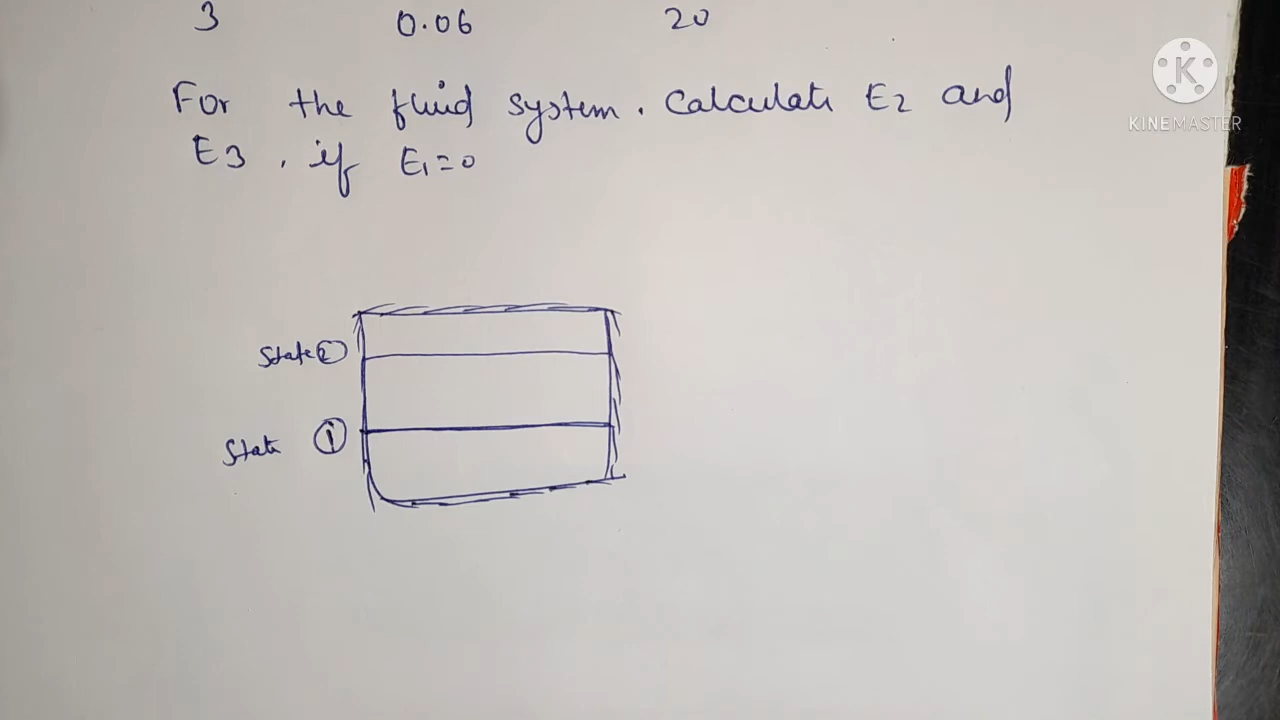 3 0.06 20
For the fluid system. Calculate E2 and
E3, if E1=0
State ②
State ①
K
KINEMASTER